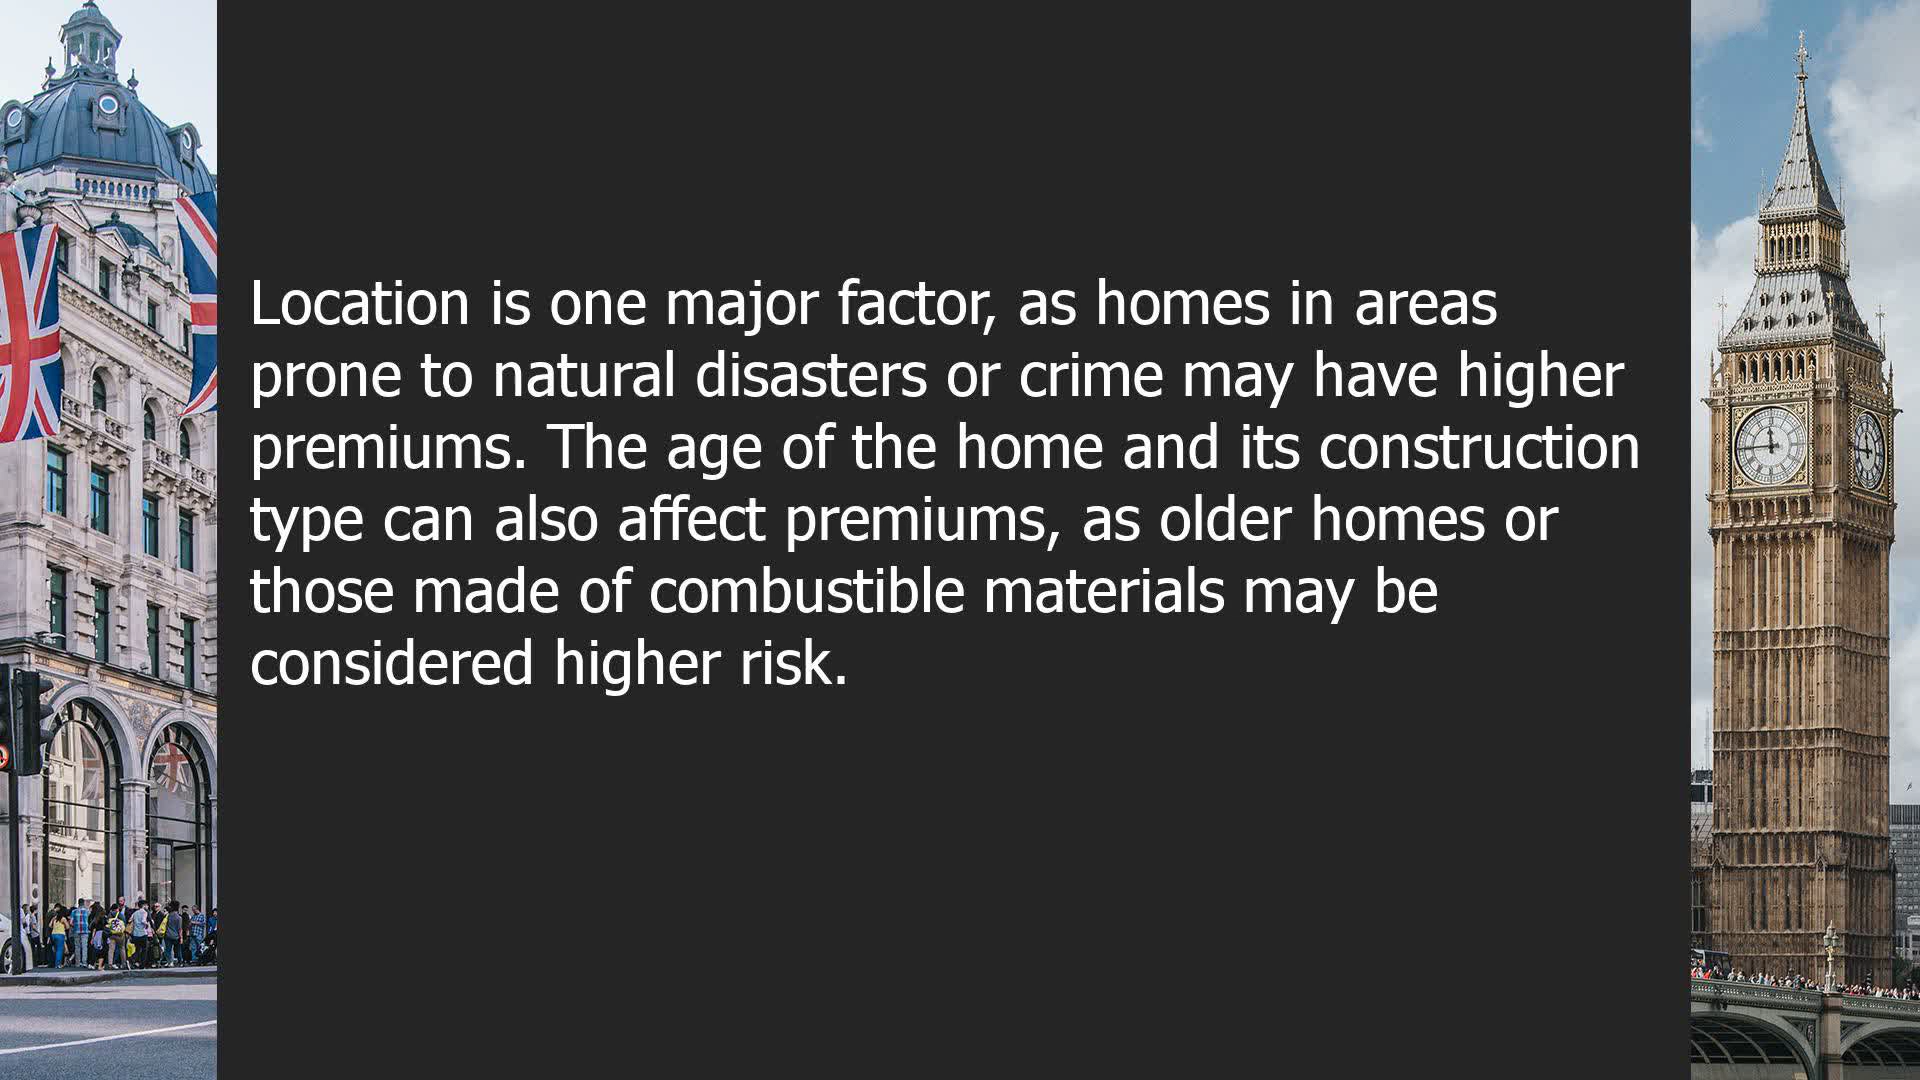 Location is one major factor, as homes in areas
prone to natural disasters or crime may have higher
premiums. The age of the home and its construction
type can also affect premiums, as older homes or
those made of combustible materials may be
considered higher risk.